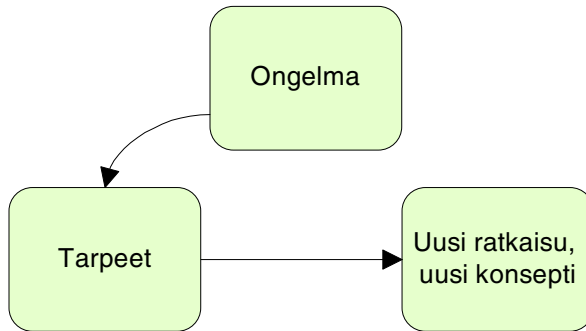 Ongelma
Tarpeet
Uusi ratkaisu,
uusi konsepti